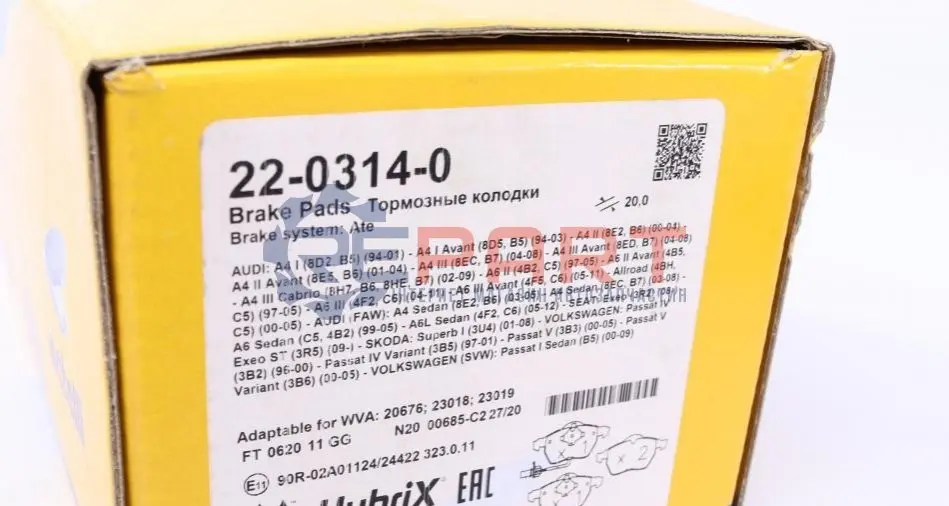 22-0314-0
Brake Pads - Тормозные колодки
20,0
Brake system: Ate
AUDI: A4 I (8D2, B5) (94-01) - A4 I Avant (8D5, B5) (94-03) - A4 II (8E2, B6) (00-04) -
A4 II Avant (8E5, B6) (01-04) - A4 III (8EC, B7) (04-08) - A4 III Avant (8ED, B7) (04-08)
- A4 III Cabrio (8H7, B6, 8HE, B7) (02-09) - A6 II (4B2, C5) (97-05) - A6 II Avant (4B5,
C5) (97-05) - A6 III (4F2, C6) (04-11) - A6 III Avant (4F5, C6) (05-11) - Allroad (4BH,
C5) (00-05) - AUDI (FAW): A4 Sedan (8E2, B6) (03-05) - A4 Sedan (8EC, B7) (03-08) -
A6 Sedan (C5, 4B2) (99-05) - A6L Sedan (4F2, C6) (05-12) - SEAT: Exeo (3R2) (08-) -
Exeo ST (3R5) (09-) - SKODA: Superb I (3U4) (01-08) - VOLKSWAGEN: Passat IV
(3B2) (96-00) - Passat IV Variant (3B5) (97-01) - Passat V (3B3) (00-05) - Passat V
Variant (3B6) (00-05) - VOLKSWAGEN (SVW): Passat I Sedan (B5) (00-09)
Adaptable for WVA: 20676; 23018; 23019
FT 0620 11 GG N20 00685-C2 27/20
E11 90R-02A01124/24422 323.0.11
HybriX EAC
x 1
x 2